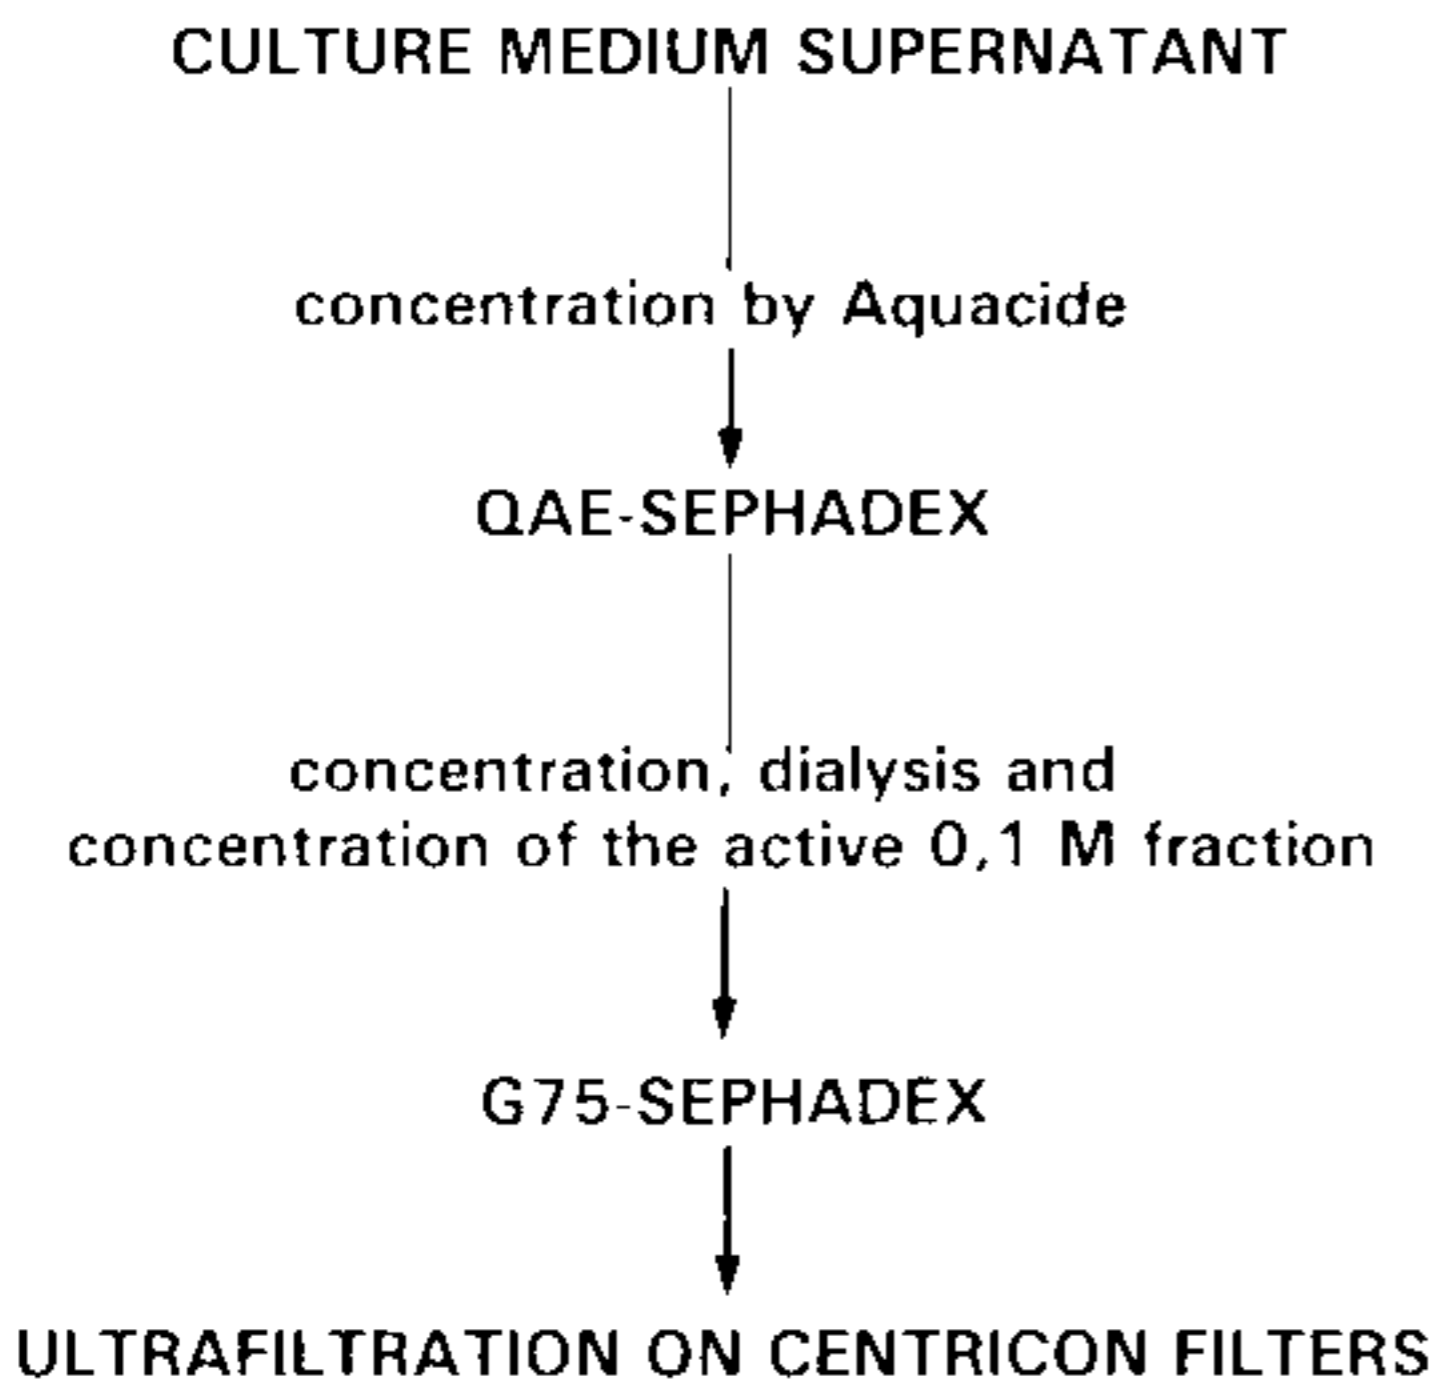 CULTURE MEDIUM SUPERNATANT
concentration by Aquacide
QAE-SEPHADEX
concentration, dialysis and
concentration of the active 0,1 M fraction
G75-SEPHADEX
ULTRAFILTRATION ON CENTRICON FILTERS